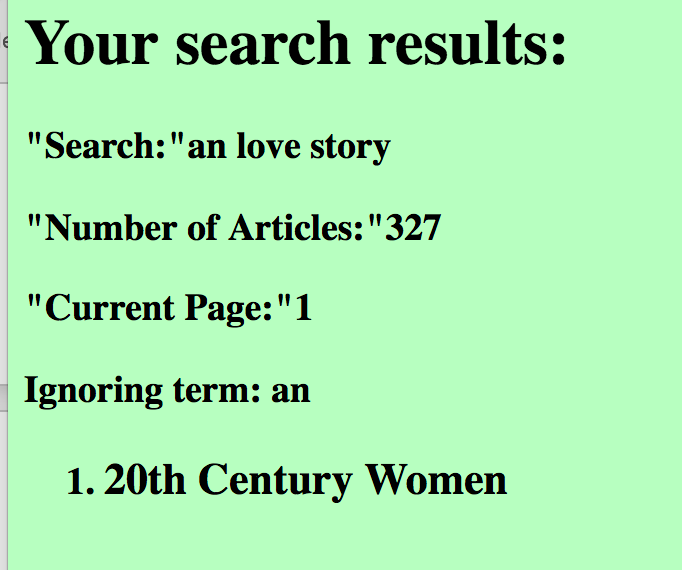 Your search results:
"Search:"an love story
"Number of Articles:"327
"Current Page:"1
Ignoring term: an
1. 20th Century Women